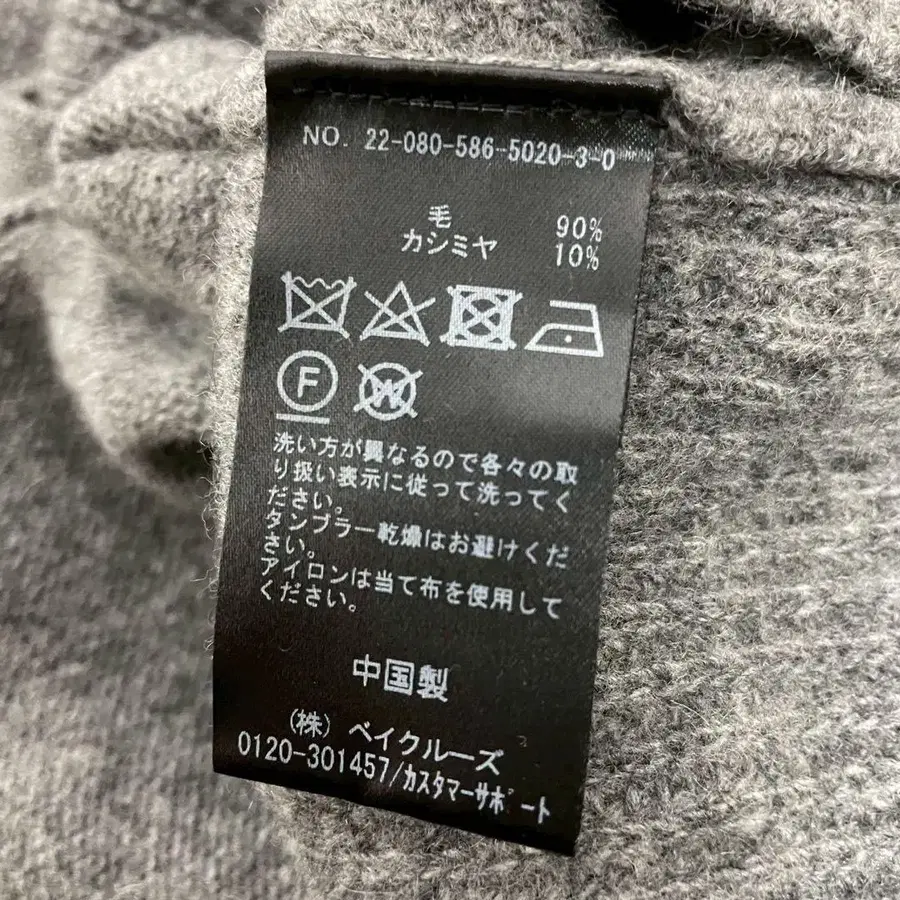 NO. 22-080-586-5020-3-0
毛 90%
カシミヤ 10%
F W
洗い方が異なるので各々の取
り扱い表示に従って洗ってく
ださい。
タンブラー乾燥はお避けくだ
さい。
アイロンは当て布を使用して
ください。
中国製
(株) ベイクルーズ
0120-301457/カスタマーサポート